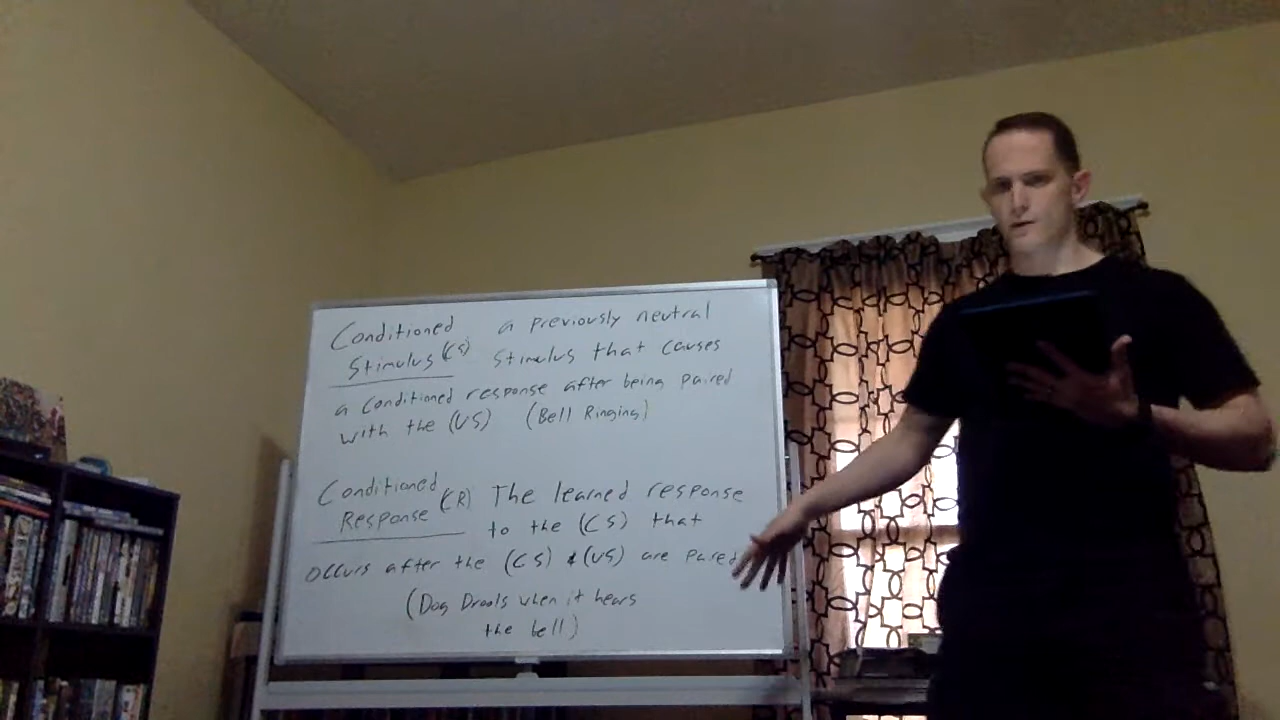 Conditioned a previously neutral
Stimulus (CS) Stimulus that causes
a conditioned response after being paired
with the (US) (Bell Ringing)
Conditioned (CR) The learned response
Response to the (CS) that
occurs after the (CS) & (US) are paired
(Dog Drools when it hears
the bell)